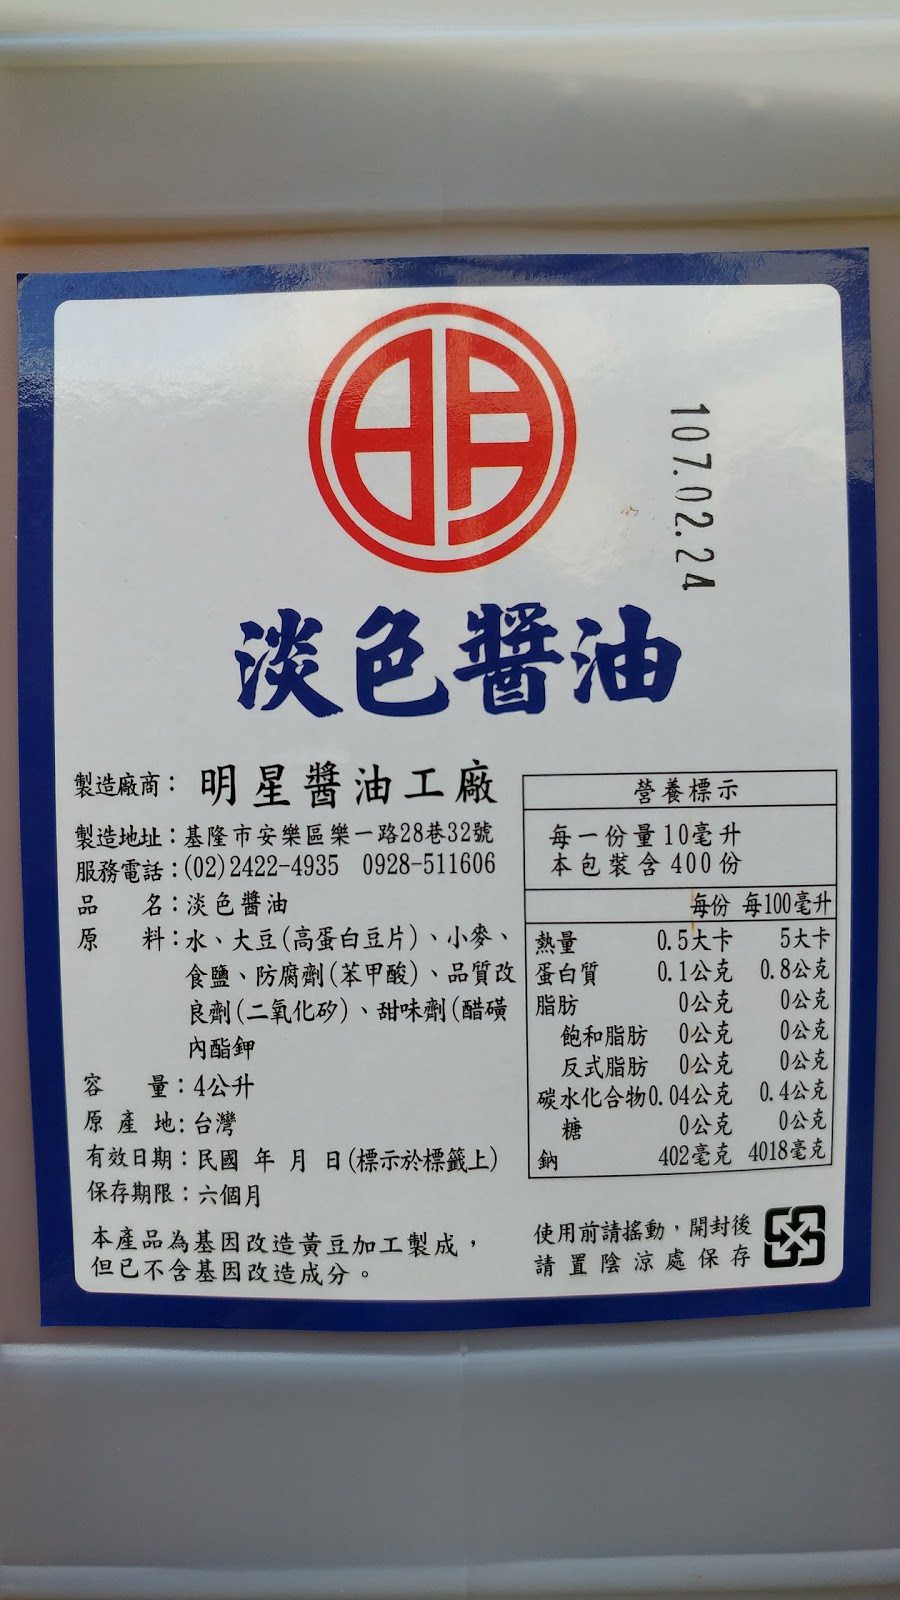 明
107.02.24
淡色醬油
製造廠商：明星醬油工廠
製造地址：基隆市安樂區樂一路28巷32號
服務電話：(02)2422-4935 0928-511606
品 名：淡色醬油
原 料：水、大豆(高蛋白豆片)、小麥、
食鹽、防腐劑(苯甲酸)、品質改
良劑(二氧化矽)、甜味劑(醋磺
內酯鉀
容 量：4公升
原 產 地：台灣
有效日期：民國 年 月 日(標示於標籤上)
保存期限：六個月
本產品為基因改造黃豆加工製成，
但已不含基因改造成分。
營養標示
每一份量10毫升
本包裝含400份
每份 每100毫升
熱量 0.5大卡 5大卡
蛋白質 0.1公克 0.8公克
脂肪 0公克 0公克
飽和脂肪 0公克 0公克
反式脂肪 0公克 0公克
碳水化合物 0.04公克 0.4公克
糖 0公克 0公克
鈉 402毫克 4018毫克
使用前請搖動，開封後
請置陰涼處保存